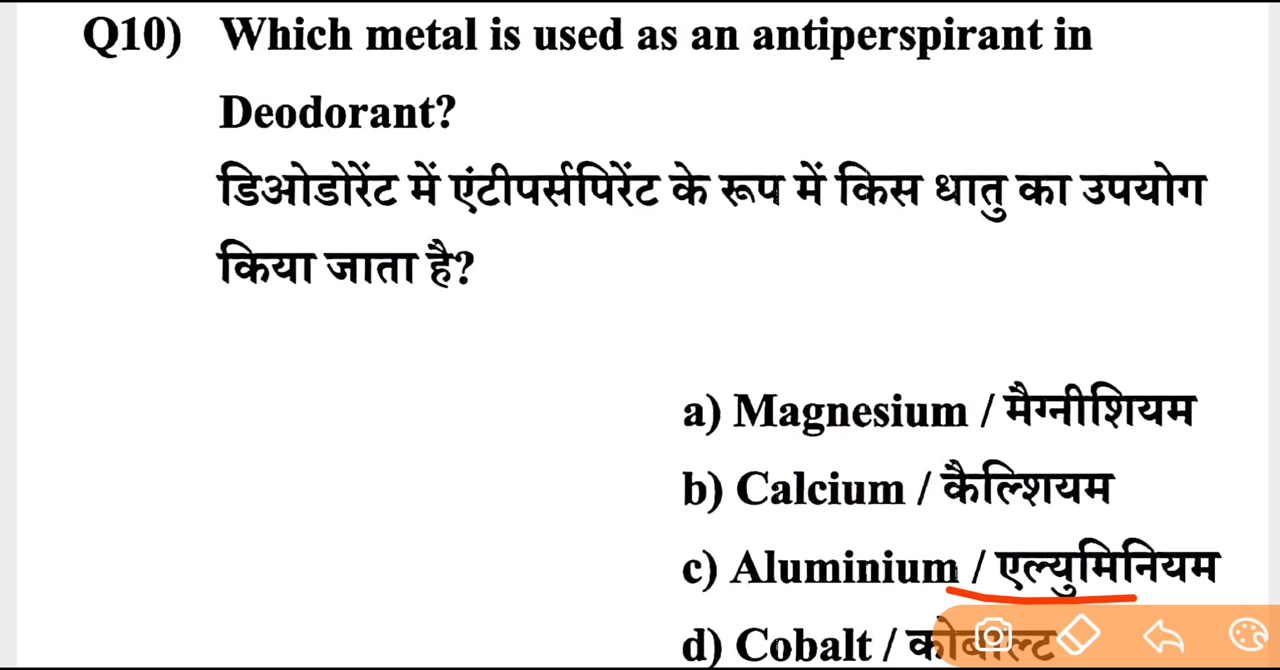 Q10) Which metal is used as an antiperspirant in
Deodorant?
डिओडोरेंट में एंटीपर्सपिरेंट के रूप में किस धातु का उपयोग
किया जाता है?
a) Magnesium / मैग्नीशियम
b) Calcium / कैल्शियम
c) Aluminium / एल्युमिनियम
d) Cobalt / कोबाल्ट